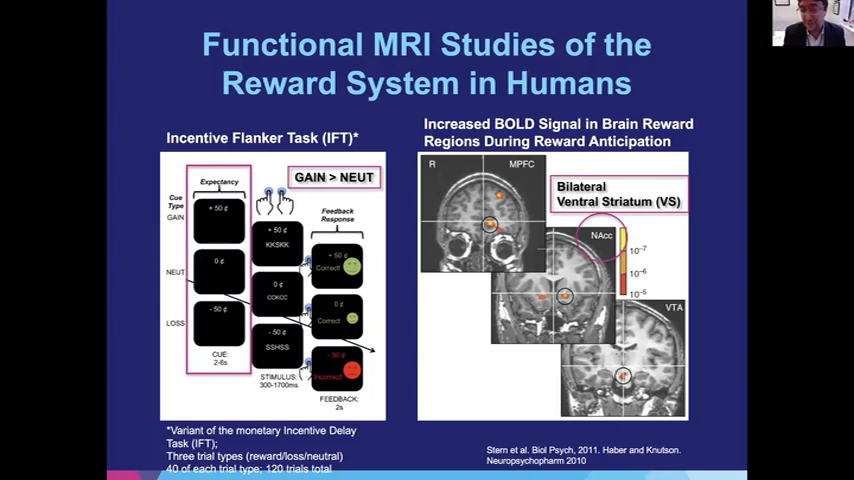 Functional MRI Studies of the
Reward System in Humans
Incentive Flanker Task (IFT)*
Expectancy
GAIN > NEUT
Cue
Type
GAIN
+ 50 ¢
+ 50 ¢
KKSKK
Feedback
Response
+ 50 ¢
Correct!
NEUT
0 ¢
0 ¢
CCKCC
0 ¢
Correct
LOSS
- 50 ¢
- 50 ¢
SSHSS
- 50 ¢
Incorrect!
CUE:
2-6s
STIMULUS:
300-1700ms
FEEDBACK:
2s
*Variant of the monetary Incentive Delay
Task (IFT);
Three trial types (reward/loss/neutral)
40 of each trial type; 120 trials total
Increased BOLD Signal in Brain Reward
Regions During Reward Anticipation
R
MPFC
Bilateral
Ventral Striatum (VS)
NAcc
10⁻⁷
10⁻⁶
10⁻⁵
VTA
Stern et al. Biol Psych, 2011. Haber and Knutson.
Neuropsychopharm 2010